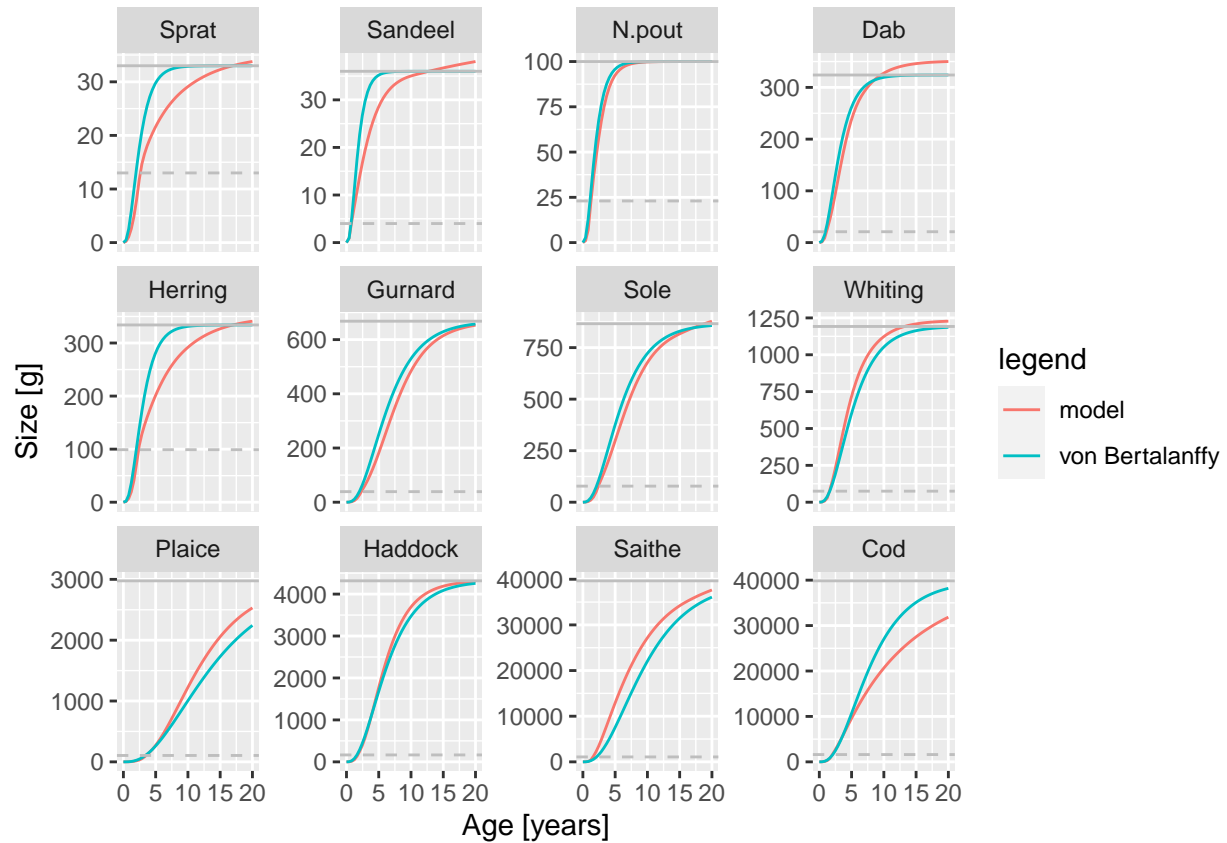 Sprat
Sandeel
N.pout
Dab
30
20
10
0
30
20
10
0
100
75
50
25
0
300
200
100
0
Herring
Gurnard
Sole
Whiting
300
200
100
0
600
400
200
0
750
500
250
0
1250
1000
750
500
250
0
Plaice
Haddock
Saithe
Cod
3000
2000
1000
0
4000
3000
2000
1000
0
40000
30000
20000
10000
0
40000
30000
20000
10000
0
0 5 10 15 20
0 5 10 15 20
0 5 10 15 20
0 5 10 15 20
Age [years]
Size [g]
legend
model
von Bertalanffy